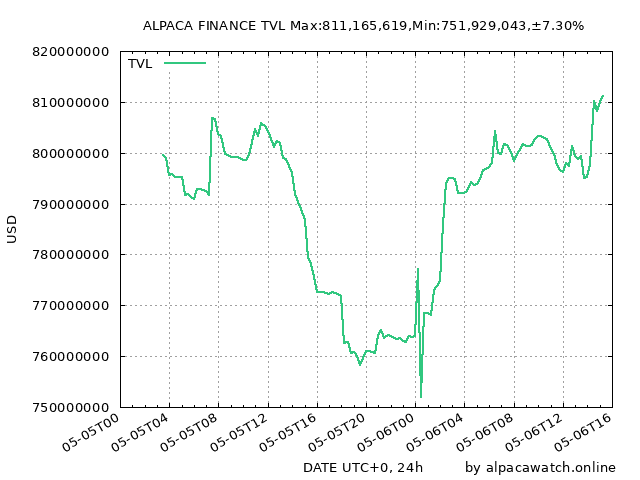 ALPACA FINANCE TVL Max:811,165,619,Min:751,929,043,±7.30%
TVL
820000000
810000000
800000000
790000000
780000000
770000000
760000000
750000000
USD
05-05T00
05-05T04
05-05T08
05-05T12
05-05T16
05-05T20
05-06T00
05-06T04
05-06T08
05-06T12
05-06T16
DATE UTC+0, 24h
by alpacawatch.online